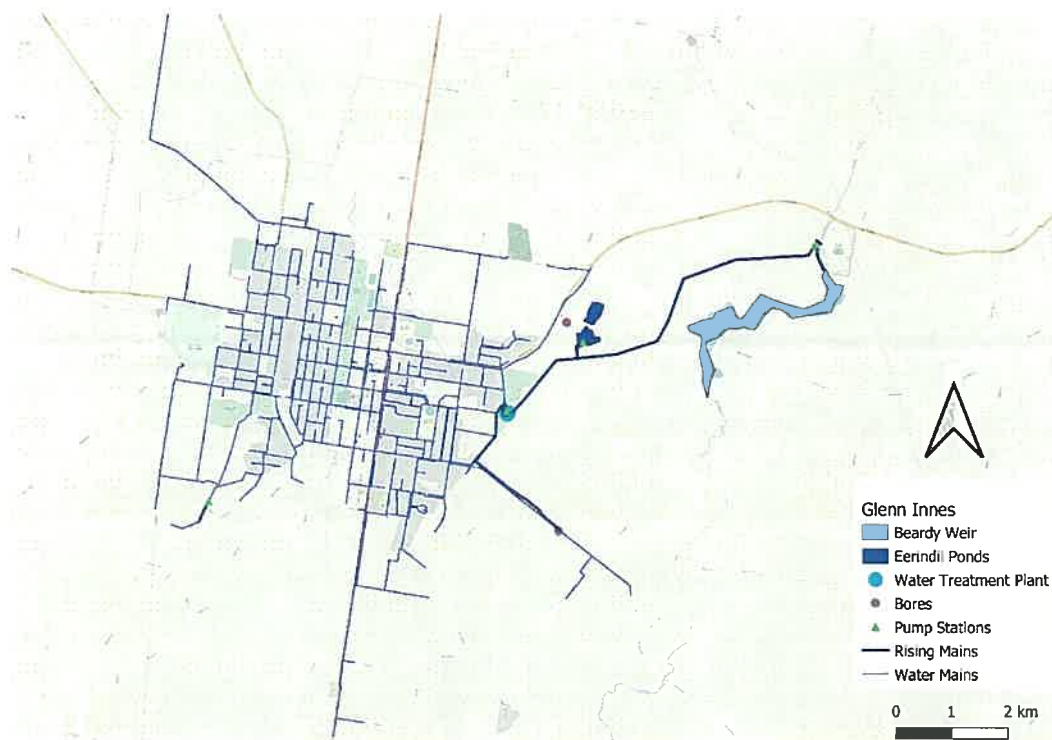 Glenn Innes
Beardy Weir
Eerindil Ponds
Water Treatment Plant
Bores
Pump Stations
Rising Mains
Water Mains
0 1 2 km